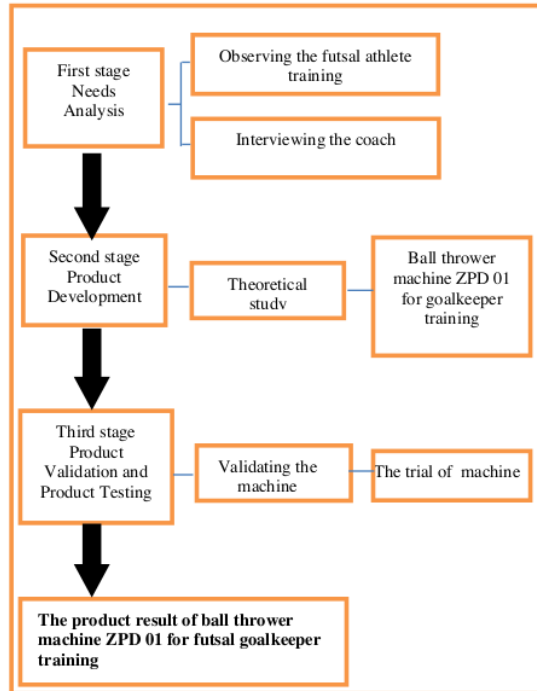 First stage
Needs
Analysis
Observing the futsal athlete
training
Interviewing the coach
Second stage
Product
Development
Theoretical
study
Ball thrower
machine ZPD 01
for goalkeeper
training
Third stage
Product
Validation and
Product Testing
Validating the
machine
The trial of machine
The product result of ball thrower
machine ZPD 01 for futsal goalkeeper
training